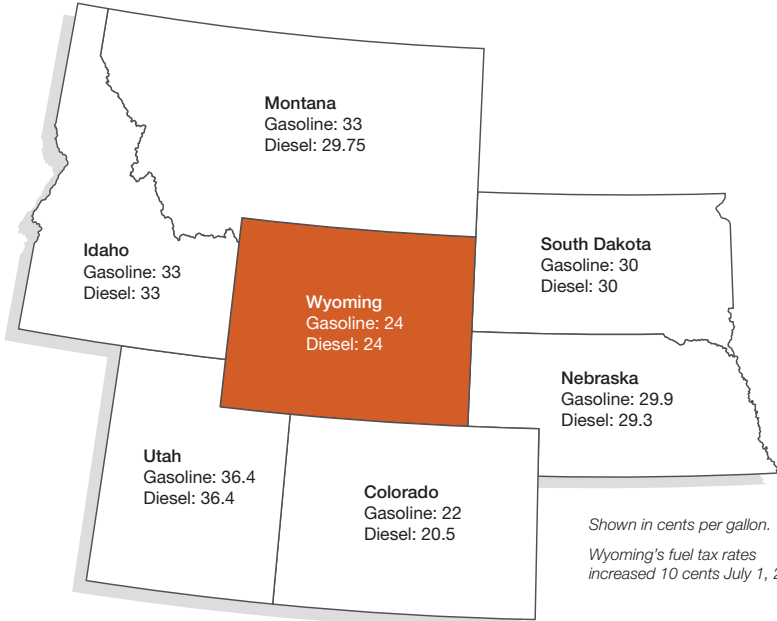 Montana
Gasoline: 33
Diesel: 29.75
Idaho
Gasoline: 33
Diesel: 33
Wyoming
Gasoline: 24
Diesel: 24
South Dakota
Gasoline: 30
Diesel: 30
Nebraska
Gasoline: 29.9
Diesel: 29.3
Utah
Gasoline: 36.4
Diesel: 36.4
Colorado
Gasoline: 22
Diesel: 20.5
Shown in cents per gallon.
Wyoming’s fuel tax rates
increased 10 cents July 1,